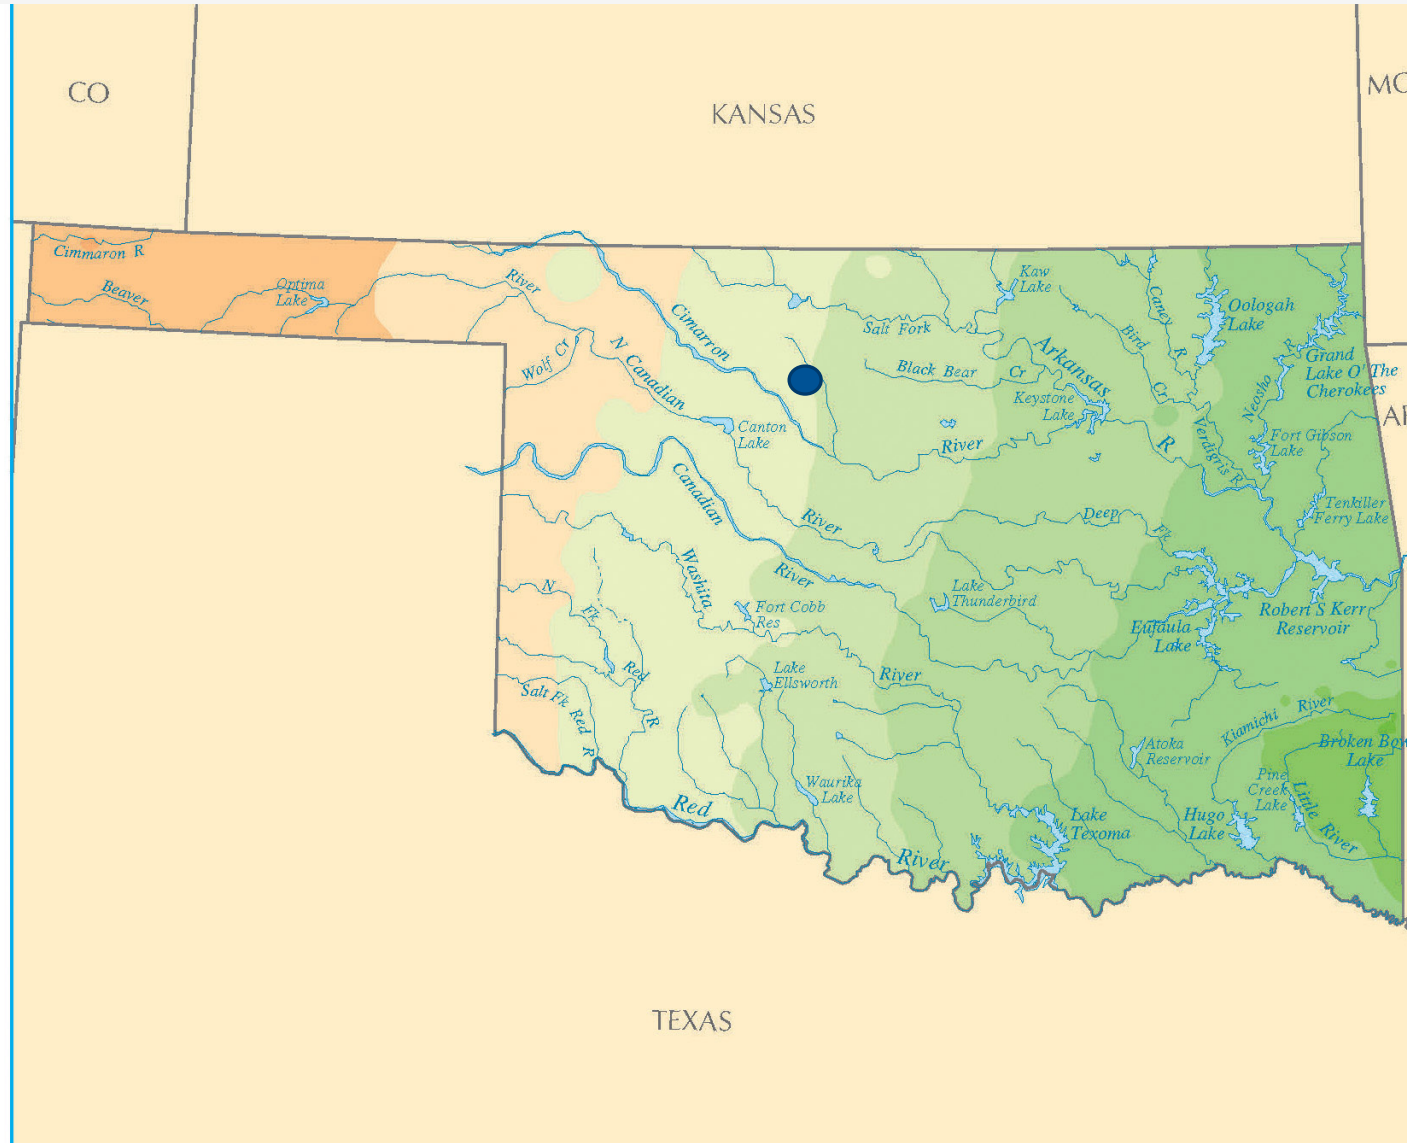 CO
KANSAS
MO
Cimmaron R
Beaver
Optima
Lake
River
Wolf Cr
N Canadian
Cimarron
Canton
Lake
Salt Fork
Kaw
Lake
Black Bear Cr
Arkansas
Keystone
Lake
River
Bird
Cr
Caney
R
Oologah
Lake
Verdigris R
Neosho R
Grand
Lake O' The
Cherokees
Fort Gibson
Lake
R
Tenkiller
Ferry Lake
Canadian
River
River
Deep
Fk
Washita
Fort Cobb
Res
Lake
Thunderbird
Eufaula
Lake
Robert S Kerr
Reservoir
N
Fk
Red
R
Salt Fk Red R
Lake
Ellsworth
River
Waurika
Lake
Atoka
Reservoir
Kiamichi River
Broken Bow
Lake
Pine
Creek
Lake
Little River
Hugo
Lake
Lake
Texoma
Red
River
TEXAS